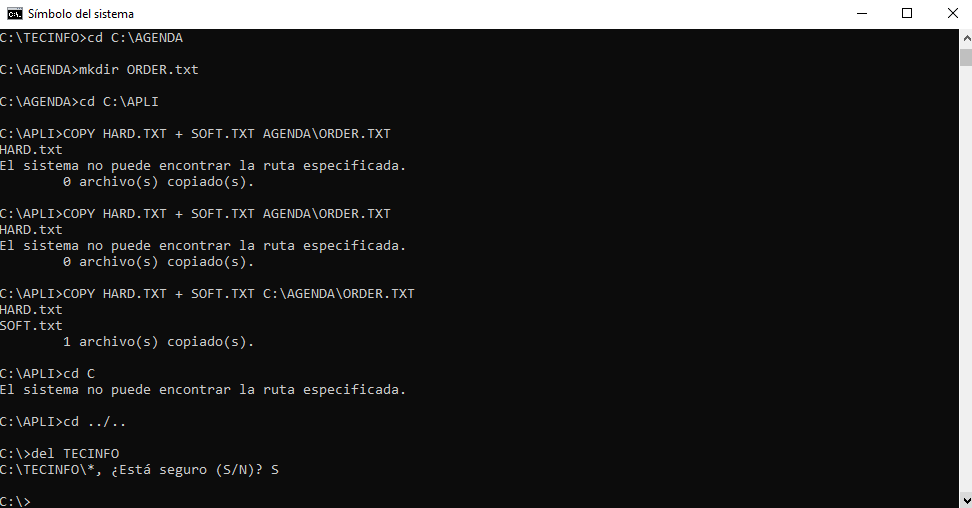 Símbolo del sistema
C:\TECINFO>cd C:\AGENDA
C:\AGENDA>mkdir ORDER.txt
C:\AGENDA>cd C:\APLI
C:\APLI>COPY HARD.TXT + SOFT.TXT AGENDA\ORDER.TXT
HARD.txt
El sistema no puede encontrar la ruta especificada.
        0 archivo(s) copiado(s).
C:\APLI>COPY HARD.TXT + SOFT.TXT AGENDA\ORDER.TXT
HARD.txt
El sistema no puede encontrar la ruta especificada.
        0 archivo(s) copiado(s).
C:\APLI>COPY HARD.TXT + SOFT.TXT C:\AGENDA\ORDER.TXT
HARD.txt
SOFT.txt
        1 archivo(s) copiado(s).
C:\APLI>cd C
El sistema no puede encontrar la ruta especificada.
C:\APLI>cd ../..
C:\>del TECINFO
C:\TECINFO\*, ¿Está seguro (S/N)? S
C:\>